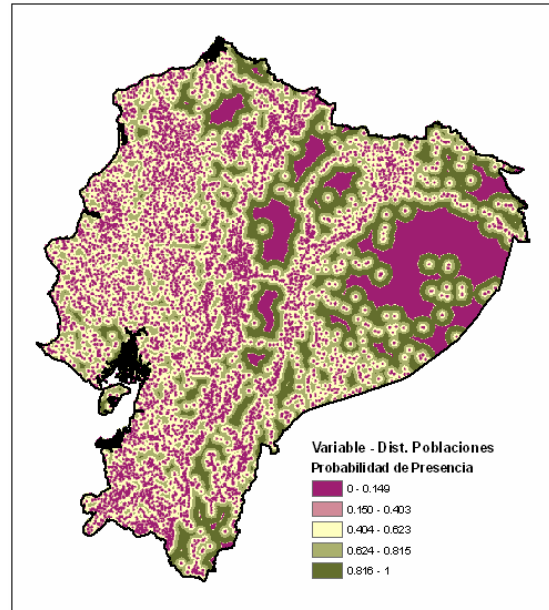 Variable - Dist. Poblaciones
Probabilidad de Presencia
0 - 0.149
0.150 - 0.403
0.404 - 0.623
0.624 - 0.815
0.816 - 1